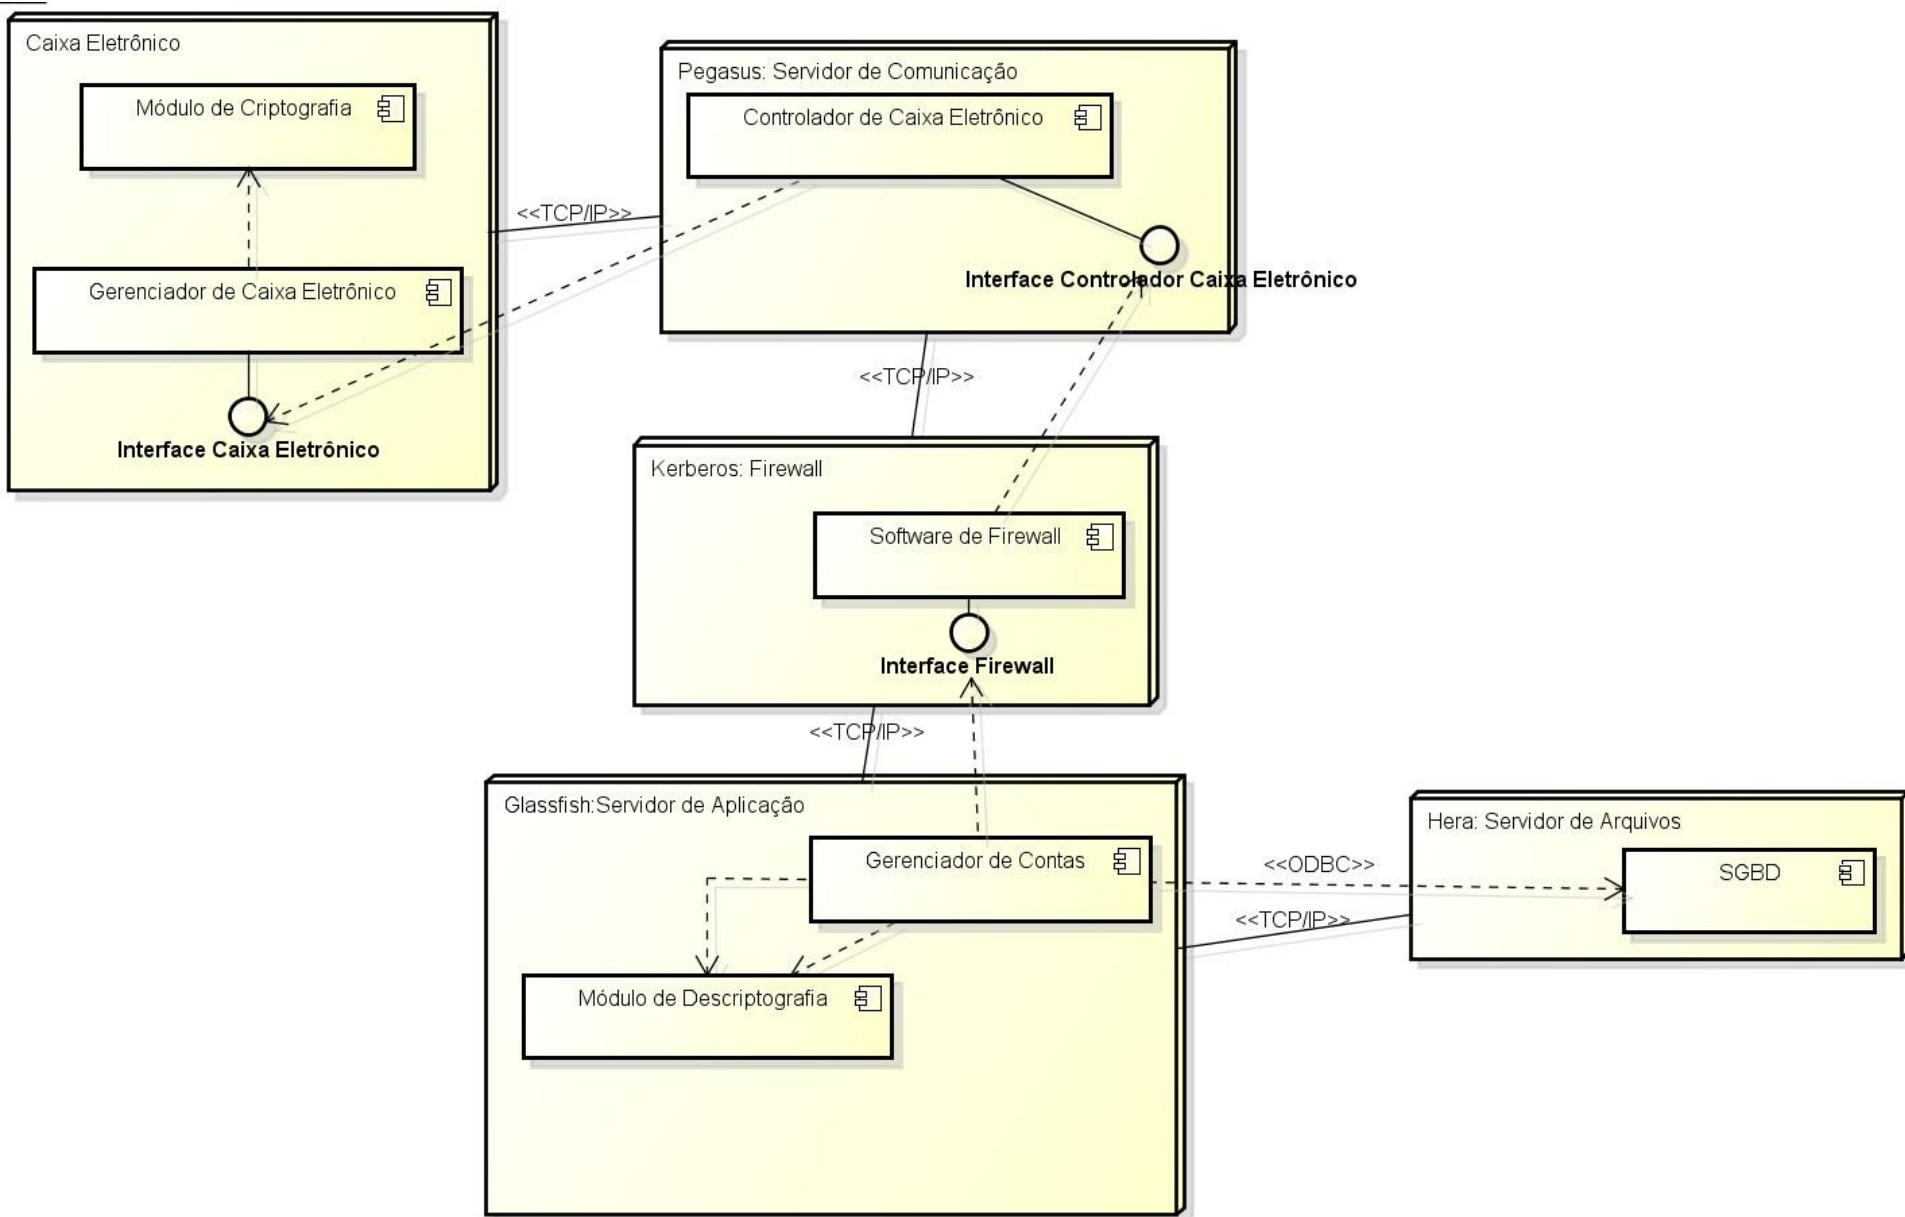 Caixa Eletrônico
Módulo de Criptografia
Gerenciador de Caixa Eletrônico
Interface Caixa Eletrônico
<<TCP/IP>>
Pegasus: Servidor de Comunicação
Controlador de Caixa Eletrônico
Interface Controlador Caixa Eletrônico
<<TCP/IP>>
Kerberos: Firewall
Software de Firewall
Interface Firewall
<<TCP/IP>>
Glassfish:Servidor de Aplicação
Gerenciador de Contas
Módulo de Descriptografia
<<ODBC>>
<<TCP/IP>>
Hera: Servidor de Arquivos
SGBD